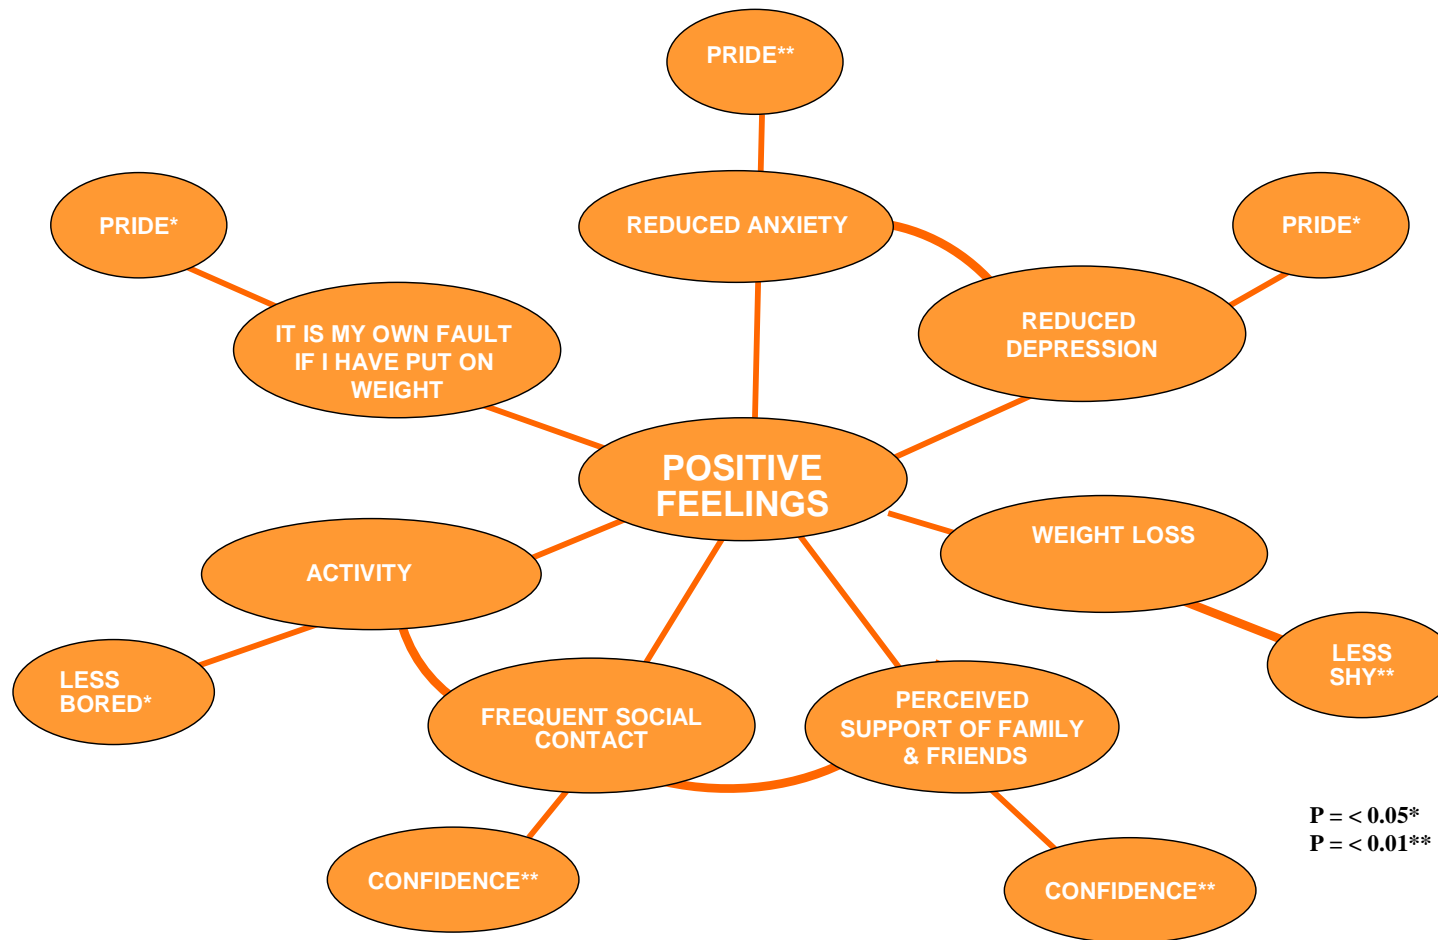 PRIDE**
PRIDE*
REDUCED ANXIETY
PRIDE*
IT IS MY OWN FAULT
IF I HAVE PUT ON
WEIGHT
REDUCED
DEPRESSION
POSITIVE
FEELINGS
WEIGHT LOSS
ACTIVITY
LESS
BORED*
FREQUENT SOCIAL
CONTACT
PERCEIVED
SUPPORT OF FAMILY
& FRIENDS
LESS
SHY**
P = < 0.05*
P = < 0.01**
CONFIDENCE**
CONFIDENCE**